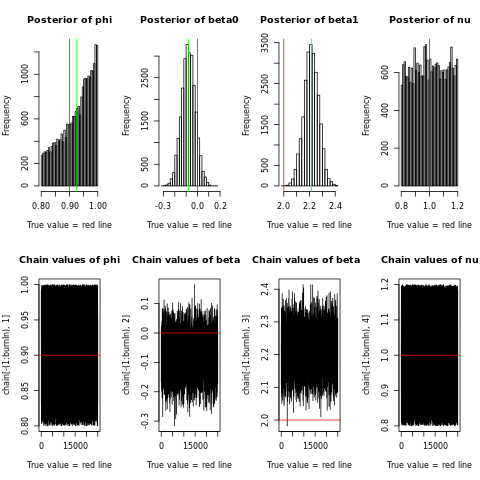 Posterior of phi
Frequency
0 200 600 1000
0.80 0.90 1.00
True value = red line
Posterior of beta0
Frequency
0 500 1500 2500
-0.3 0.0 0.2
True value = red line
Posterior of beta1
Frequency
0 500 1500 2500 3500
2.0 2.2 2.4
True value = red line
Posterior of nu
Frequency
0 200 400 600
0.8 1.0 1.2
True value = red line
Chain values of phi
chain[-(1:burnIn), 1]
0.80 0.85 0.90 0.95 1.00
0 15000
True value = red line
Chain values of beta
chain[-(1:burnIn), 2]
-0.3 -0.2 -0.1 0.0 0.1
0 15000
True value = red line
Chain values of beta
chain[-(1:burnIn), 3]
2.0 2.1 2.2 2.3 2.4
0 15000
True value = red line
Chain values of nu
chain[-(1:burnIn), 4]
0.8 0.9 1.0 1.1 1.2
0 15000
True value = red line